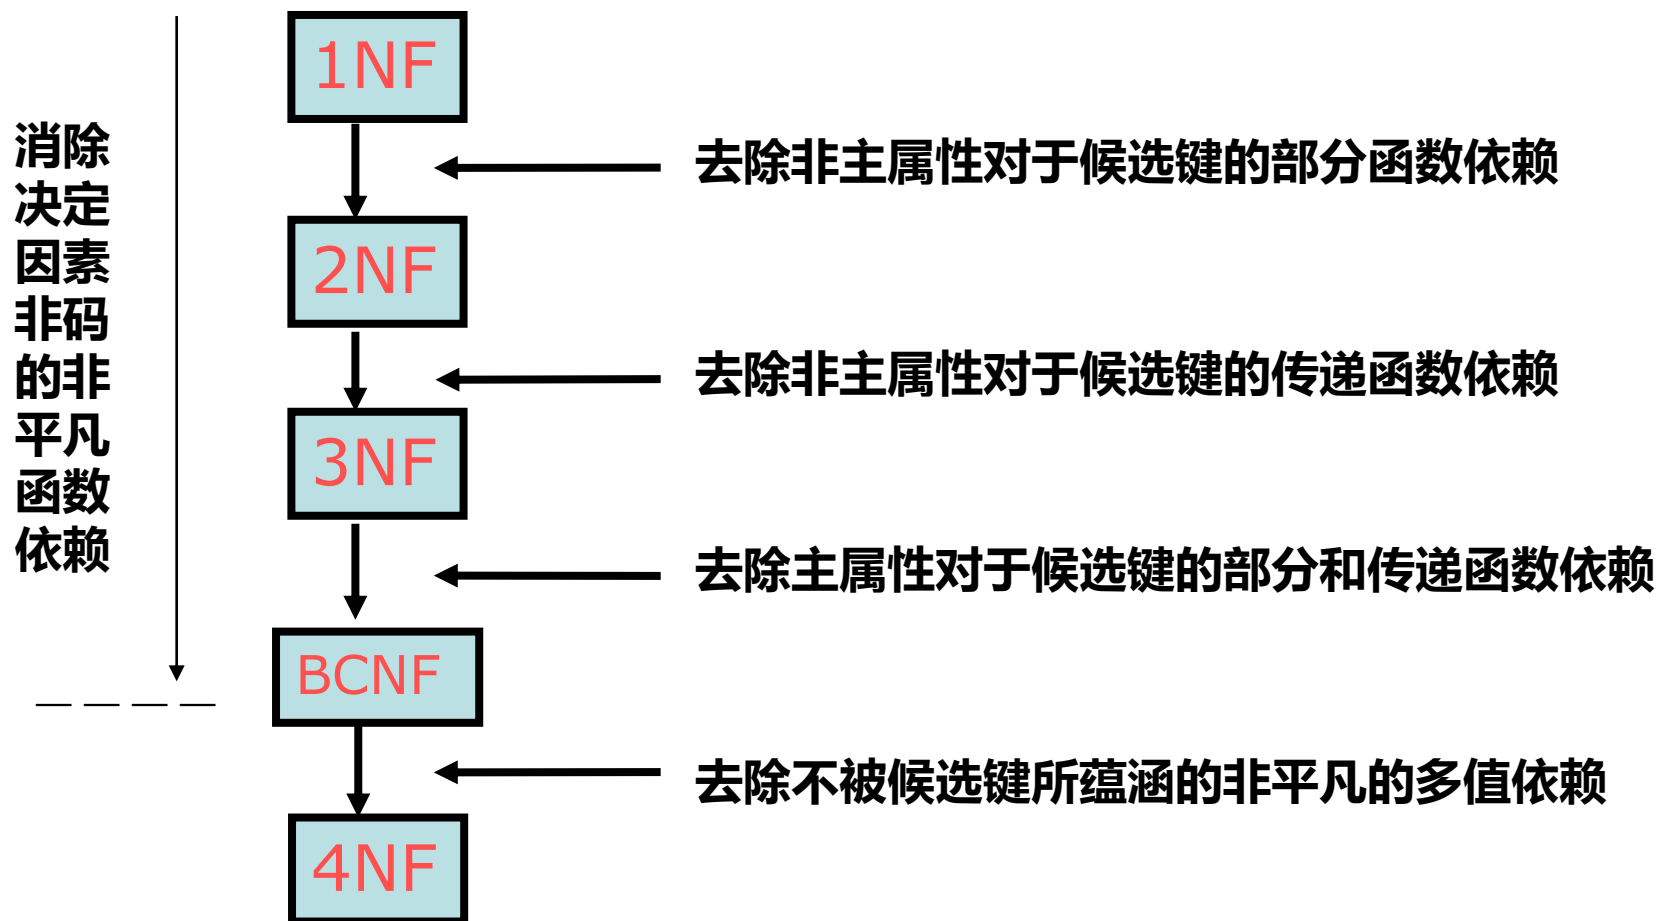 1NF
去除非主属性对于候选键的部分函数依赖
2NF
去除非主属性对于候选键的传递函数依赖
3NF
去除主属性对于候选键的部分和传递函数依赖
BCNF
去除不被候选键所蕴涵的非平凡的多值依赖
4NF
消除
决定
因素
非码
的非
平凡
函数
依赖